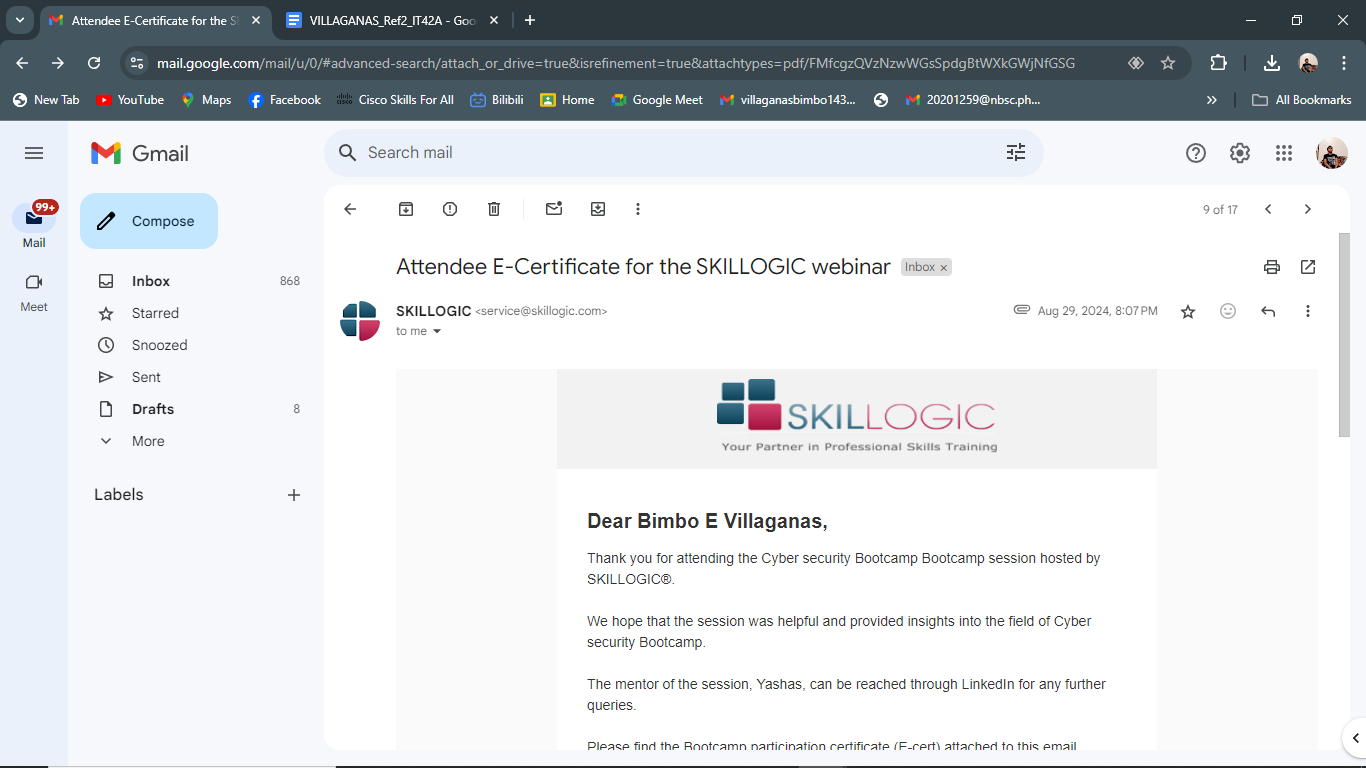 Attendee E-Certificate for the S
VILLAGANAS_Ref2_IT42A - Goo
mail.google.com/mail/u/0/#advanced-search/attach_or_drive=true&isrefinement=true&attachtypes=pdf/FMfcgzQVzNzwWGsSpdgBtWXkGWjNfGSG
New Tab YouTube Maps Facebook Cisco Skills For All Bilibili Home Google Meet villaganasbimbo143... 20201259@nbsc.ph... » All Bookmarks
Gmail
Search mail
99+
Mail
Meet
Compose
Inbox 868
Starred
Snoozed
Sent
Drafts 8
More
Labels
9 of 17
Attendee E-Certificate for the SKILLOGIC webinar Inbox x
SKILLOGIC <service@skillogic.com> Aug 29, 2024, 8:07 PM
to me
SKILLOGIC
Your Partner in Professional Skills Training
Dear Bimbo E Villaganas,
Thank you for attending the Cyber security Bootcamp Bootcamp session hosted by
SKILLOGIC®.
We hope that the session was helpful and provided insights into the field of Cyber
security Bootcamp.
The mentor of the session, Yashas, can be reached through LinkedIn for any further
queries.
Please find the Bootcamp participation certificate (E-cert) attached to this email